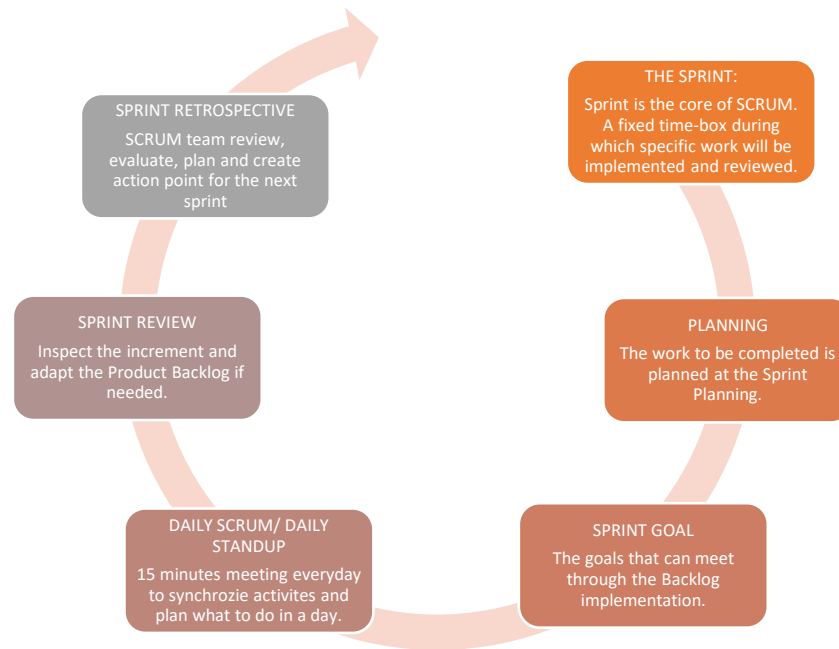 THE SPRINT:
Sprint is the core of SCRUM.
A fixed time-box during
which specific work will be
implemented and reviewed.
PLANNING
The work to be completed is
planned at the Sprint
Planning.
SPRINT GOAL
The goals that can meet
through the Backlog
implementation.
DAILY SCRUM/ DAILY
STANDUP
15 minutes meeting everyday
to synchrozie activites and
plan what to do in a day.
SPRINT REVIEW
Inspect the increment and
adapt the Product Backlog if
needed.
SPRINT RETROSPECTIVE
SCRUM team review,
evaluate, plan and create
action point for the next
sprint